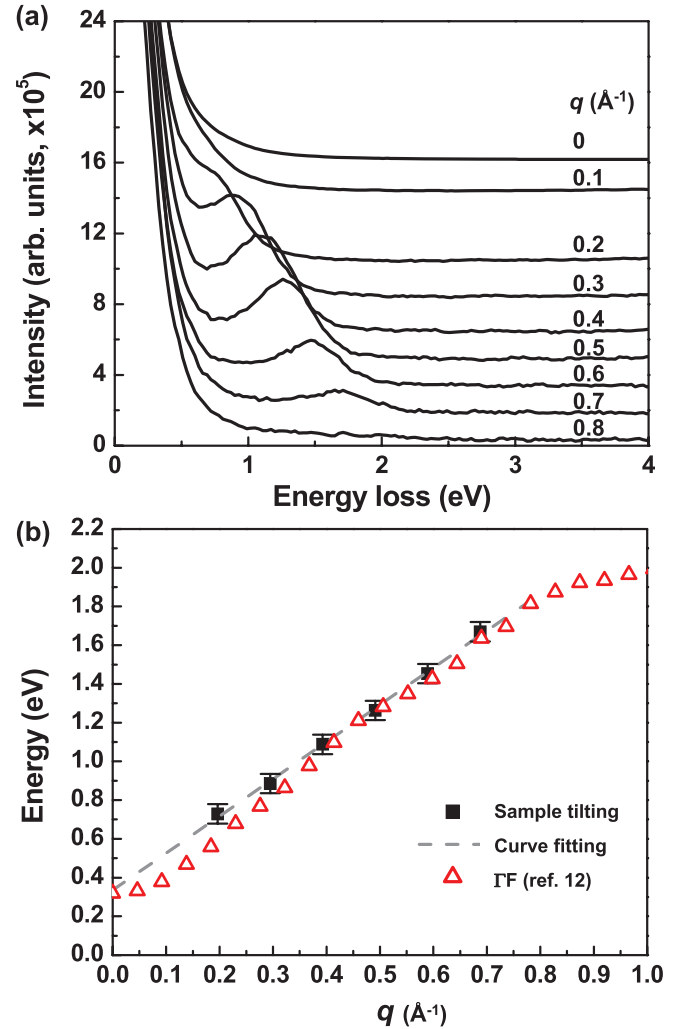 (a)
24
20
16
12
8
4
0
Intensity (arb. units, x10⁵)
q (Å⁻¹)
0
0.1
0.2
0.3
0.4
0.5
0.6
0.7
0.8
0 1 2 3 4
Energy loss (eV)
(b)
2.2
2.0
1.8
1.6
1.4
1.2
1.0
0.8
0.6
0.4
0.2
0.0
Energy (eV)
Sample tilting
Curve fitting
ΓF (ref. 12)
0.0 0.1 0.2 0.3 0.4 0.5 0.6 0.7 0.8 0.9 1.0
q (Å⁻¹)